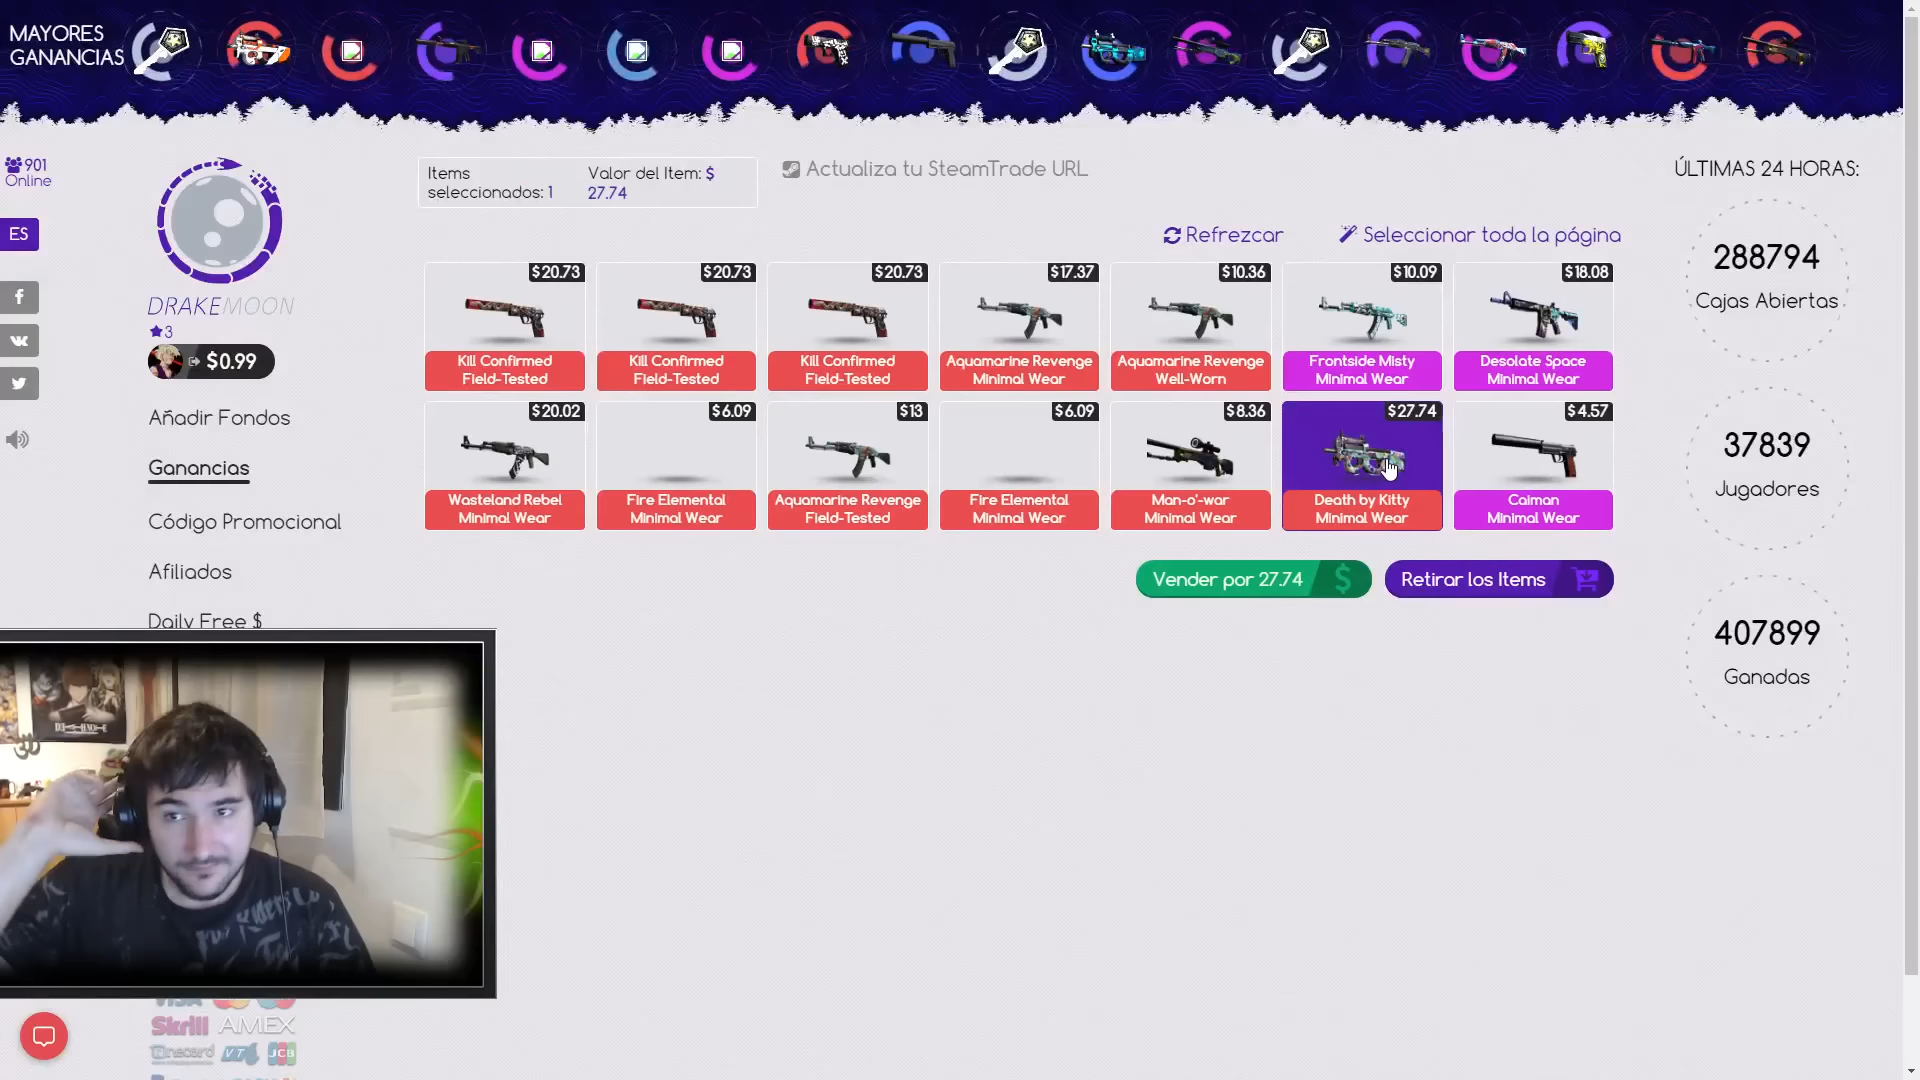 MAYORES
GANANCIAS
901
Online
ES
DRAKEMOON
3
$0.99
Añadir Fondos
Ganancias
Código Promocional
Afiliados
Daily Free $
Items
seleccionados: 1
Valor del Item: $
27.74
Actualiza tu SteamTrade URL
Refrezcar
Seleccionar toda la página
$20.73
Kill Confirmed
Field-Tested
$20.73
Kill Confirmed
Field-Tested
$20.73
Kill Confirmed
Field-Tested
$17.37
Aquamarine Revenge
Minimal Wear
$10.36
Aquamarine Revenge
Well-Worn
$10.09
Frontside Misty
Minimal Wear
$18.08
Desolate Space
Minimal Wear
$20.02
Wasteland Rebel
Minimal Wear
$6.09
Fire Elemental
Minimal Wear
$13
Aquamarine Revenge
Field-Tested
$6.09
Fire Elemental
Minimal Wear
$8.36
Man-o'-war
Minimal Wear
$27.74
Death by Kitty
Minimal Wear
$4.57
Caiman
Minimal Wear
Vender por 27.74 $
Retirar los Items
ÚLTIMAS 24 HORAS:
288794
Cajas Abiertas
37839
Jugadores
407899
Ganadas
VISA
Skrill AMEX
JCB